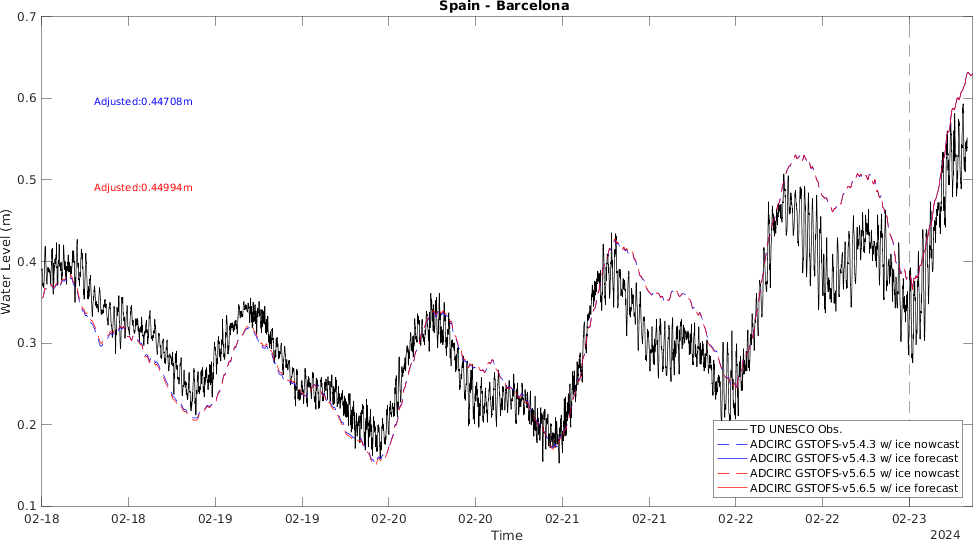 Spain - Barcelona
0.7
0.6
0.5
0.4
0.3
0.2
0.1
Water Level (m)
Adjusted:0.44708m
Adjusted:0.44994m
TD UNESCO Obs.
ADCIRC GSTOFS-v5.4.3 w/ ice nowcast
ADCIRC GSTOFS-v5.4.3 w/ ice forecast
ADCIRC GSTOFS-v5.6.5 w/ ice nowcast
ADCIRC GSTOFS-v5.6.5 w/ ice forecast
02-18 02-18 02-19 02-19 02-20 02-20 02-21 02-21 02-22 02-22 02-23
Time
2024